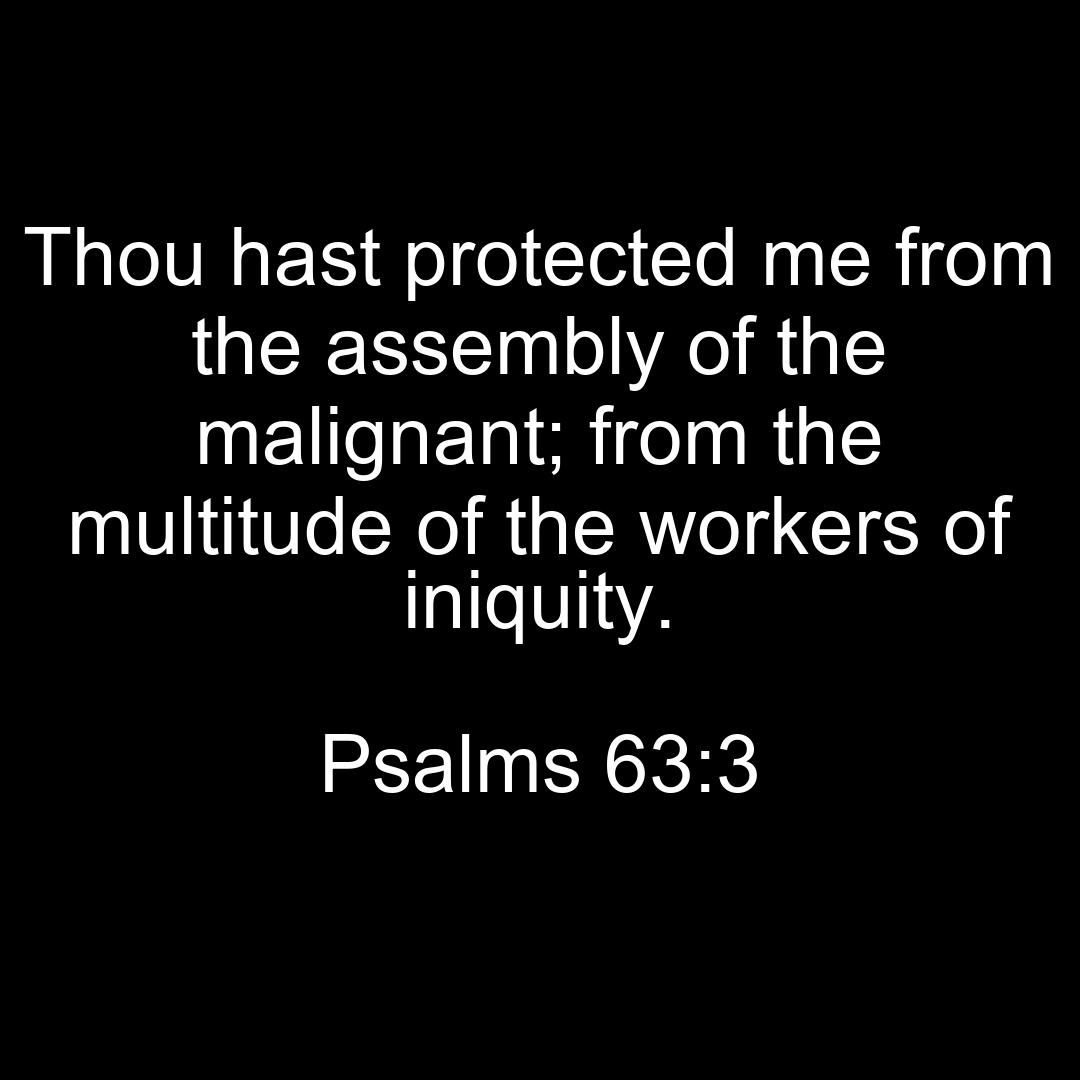 Thou hast protected me from
the assembly of the
malignant; from the
multitude of the workers of
iniquity.
Psalms 63:3